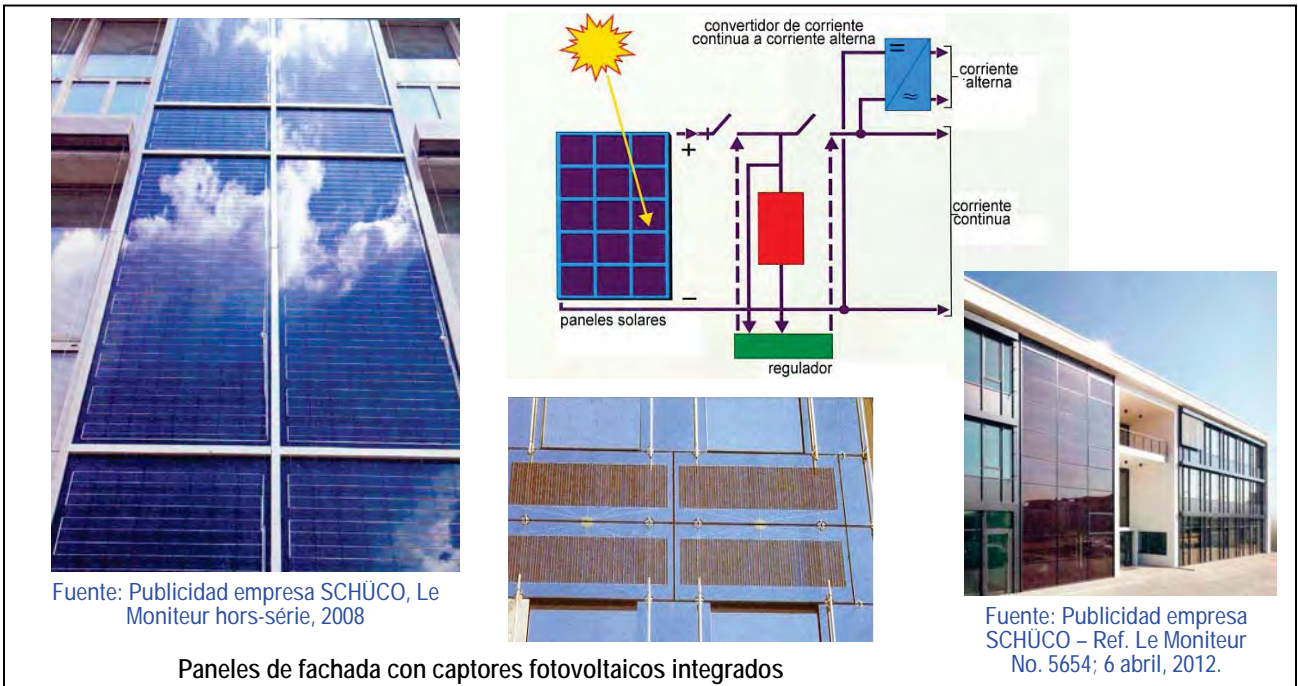 convertidor de corriente
continua a corriente alterna
=
≈
corriente
alterna
+
corriente
continua
–
paneles solares
regulador
Fuente: Publicidad empresa SCHÜCO, Le
Moniteur hors-série, 2008
Fuente: Publicidad empresa
SCHÜCO – Ref. Le Moniteur
No. 5654; 6 abril, 2012.
Paneles de fachada con captores fotovoltaicos integrados